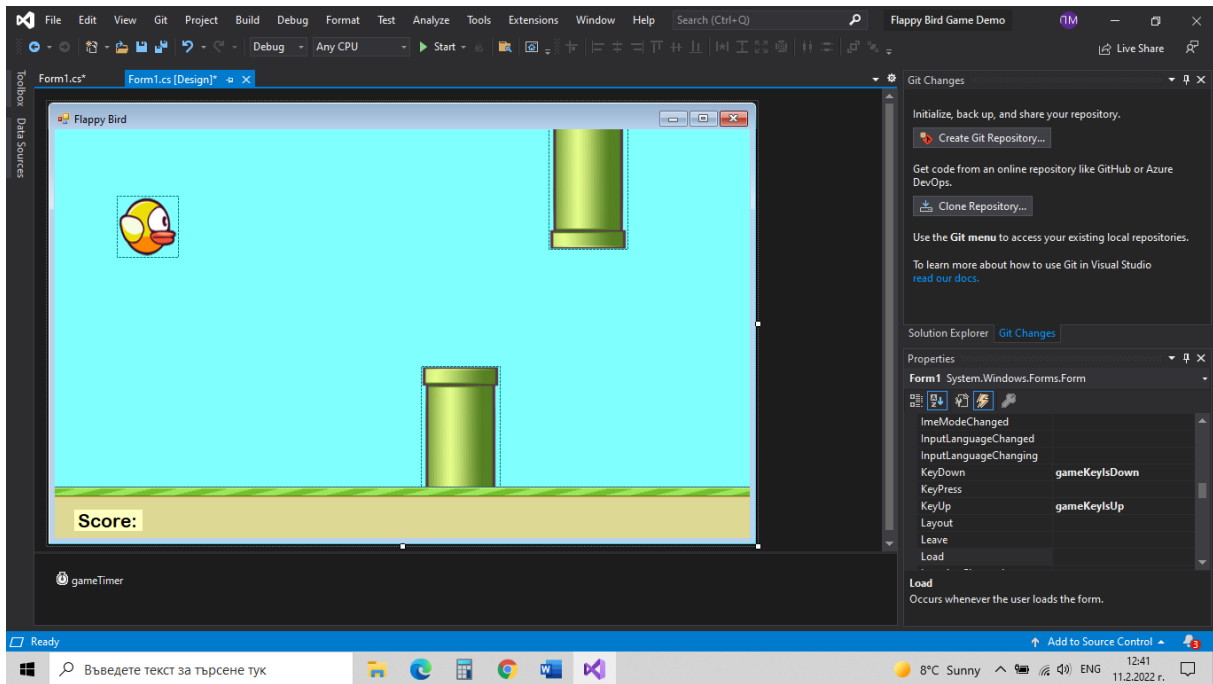 File Edit View Git Project Build Debug Format Test Analyze Tools Extensions Window Help Search (Ctrl+Q) Flappy Bird Game Demo ПМ
Debug Any CPU Start Live Share
Toolbox
Data Sources
Form1.cs* Form1.cs [Design]*
Flappy Bird
Score:
gameTimer
Git Changes
Initialize, back up, and share your repository.
Create Git Repository...
Get code from an online repository like GitHub or Azure
DevOps.
Clone Repository...
Use the Git menu to access your existing local repositories.
To learn more about how to use Git in Visual Studio
read our docs.
Solution Explorer Git Changes
Properties
Form1 System.Windows.Forms.Form
ImeModeChanged
InputLanguageChanged
InputLanguageChanging
KeyDown gameKeyIsDown
KeyPress
KeyUp gameKeyIsUp
Layout
Leave
Load
Load
Occurs whenever the user loads the form.
Ready Add to Source Control 3
Въведете текст за търсене тук 8°C Sunny ENG 12:41
11.2.2022 г.